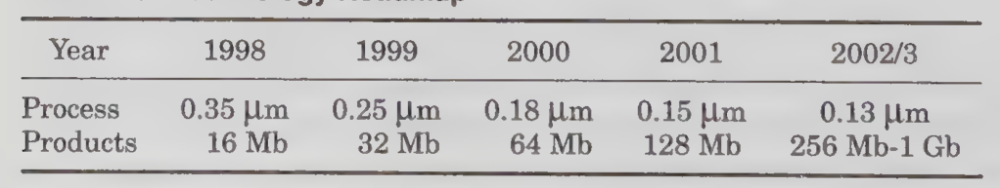 Year 1998 1999 2000 2001 2002/3
Process 0.35 μm 0.25 μm 0.18 μm 0.15 μm 0.13 μm
Products 16 Mb 32 Mb 64 Mb 128 Mb 256 Mb-1 Gb